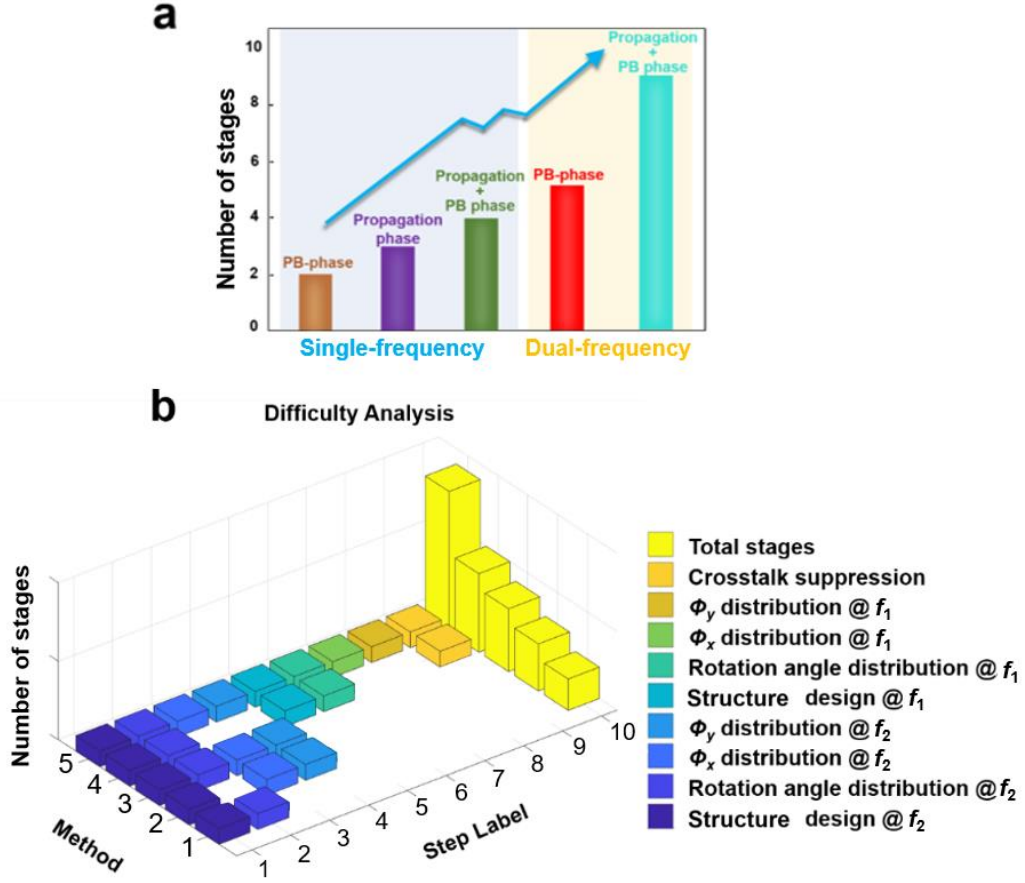 a
Number of stages
10
8
6
4
2
0
PB-phase
Propagation
phase
Propagation
+
PB phase
PB-phase
Propagation
+
PB phase
Single-frequency
Dual-frequency
b
Difficulty Analysis
Number of stages
5
4
3
2
1
Method
1
2
3
4
5
6
7
8
9
10
Step Label
Total stages
Crosstalk suppression
Φy distribution @ f1
Φx distribution @ f1
Rotation angle distribution @ f1
Structure design @ f1
Φy distribution @ f2
Φx distribution @ f2
Rotation angle distribution @ f2
Structure design @ f2